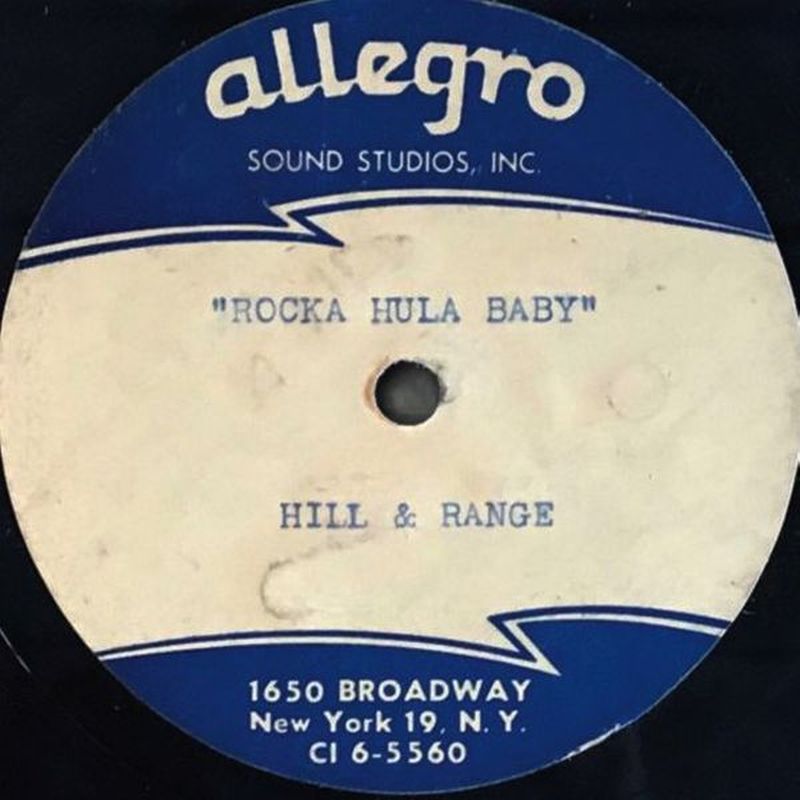 allegro
SOUND STUDIOS, INC.
"ROCKA HULA BABY"
HILL & RANGE
1650 BROADWAY
New York 19, N. Y.
CI 6-5560